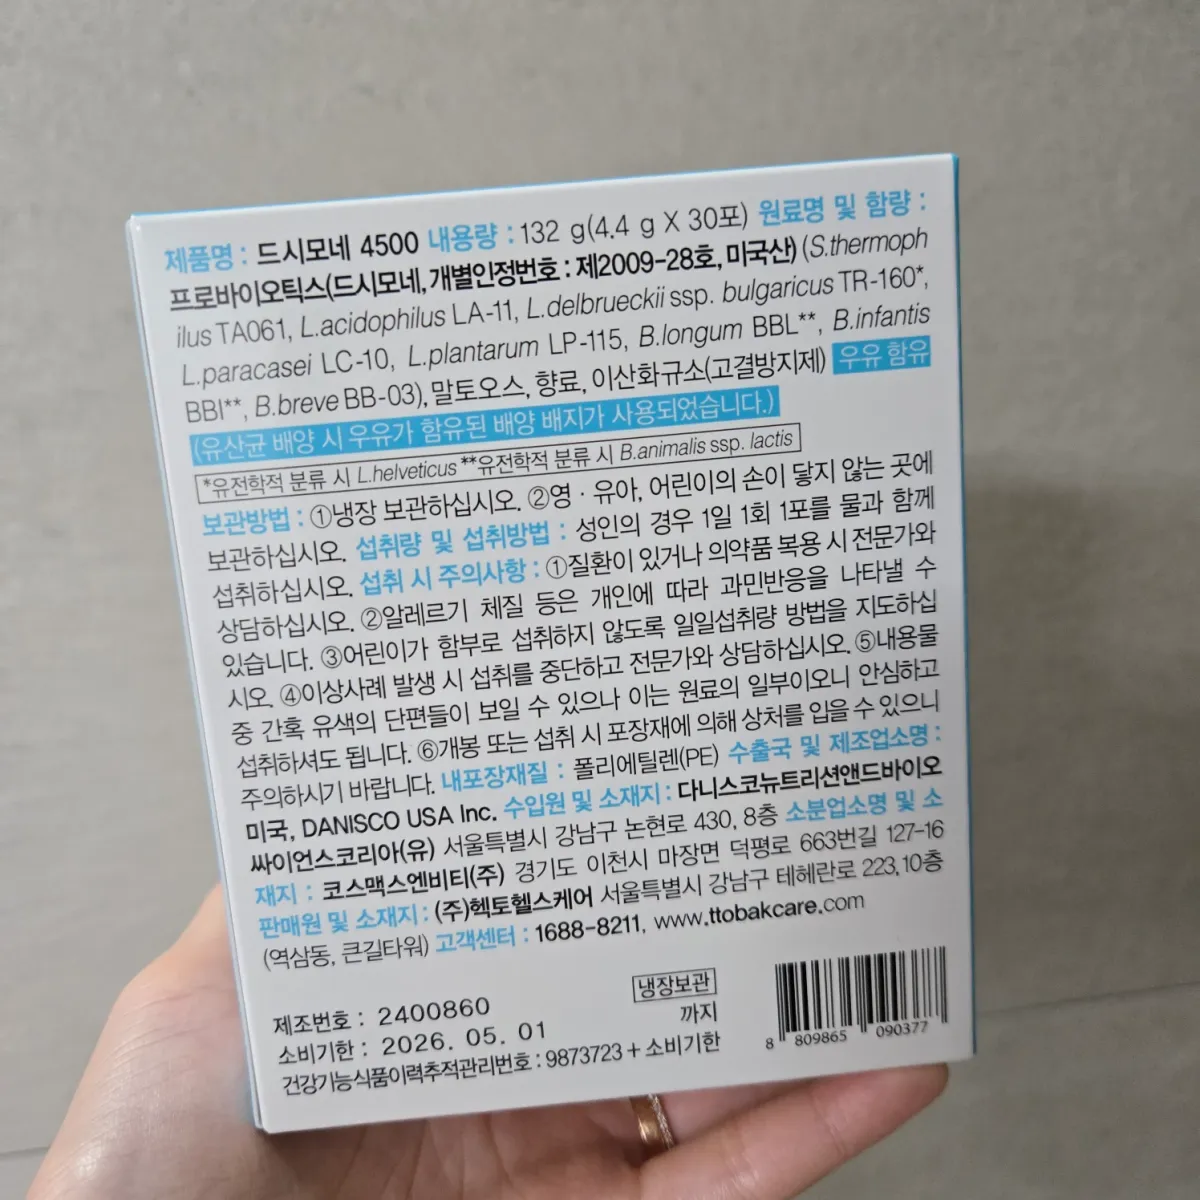 제품명 : 드시모네 4500 내용량 : 132 g(4.4 g X 30포) 원료명 및 함량 :
프로바이오틱스(드시모네, 개별인정번호 : 제2009-28호, 미국산) (S.thermoph
ilus TA061, L.acidophilus LA-11, L.delbrueckii ssp. bulgaricus TR-160*,
L.paracasei LC-10, L.plantarum LP-115, B.longum BBL**, B.infantis
BBI**, B.breve BB-03), 말토오스, 향료, 이산화규소(고결방지제) 우유 함유
(유산균 배양 시 우유가 함유된 배양 배지가 사용되었습니다.)
*유전학적 분류 시 L.helveticus **유전학적 분류 시 B.animalis ssp. lactis
보관방법 : ①냉장 보관하십시오. ②영·유아, 어린이의 손이 닿지 않는 곳에
보관하십시오. 섭취량 및 섭취방법 : 성인의 경우 1일 1회 1포를 물과 함께
섭취하십시오. 섭취 시 주의사항 : ①질환이 있거나 의약품 복용 시 전문가와
상담하십시오. ②알레르기 체질 등은 개인에 따라 과민반응을 나타낼 수
있습니다. ③어린이가 함부로 섭취하지 않도록 일일섭취량 방법을 지도하십
시오. ④이상사례 발생 시 섭취를 중단하고 전문가와 상담하십시오. ⑤내용물
중 간혹 유색의 단편들이 보일 수 있으나 이는 원료의 일부이오니 안심하고
섭취하셔도 됩니다. ⑥개봉 또는 섭취 시 포장재에 의해 상처를 입을 수 있으니
주의하시기 바랍니다. 내포장재질 : 폴리에틸렌(PE) 수출국 및 제조업소명 :
미국, DANISCO USA Inc. 수입원 및 소재지 : 다니스코뉴트리션앤드바이오
싸이언스코리아(유) 서울특별시 강남구 논현로 430, 8층 소분업소명 및 소
재지 : 코스맥스엔비티(주) 경기도 이천시 마장면 덕평로 663번길 127-16
판매원 및 소재지 : (주)헥토헬스케어 서울특별시 강남구 테헤란로 223, 10층
(역삼동, 큰길타워) 고객센터 : 1688-8211, www.ttobakcare.com
냉장보관
제조번호 : 2400860
소비기한 : 2026. 05. 01 까지
건강기능식품이력추적관리번호 : 9873723 + 소비기한
8 809865 090377